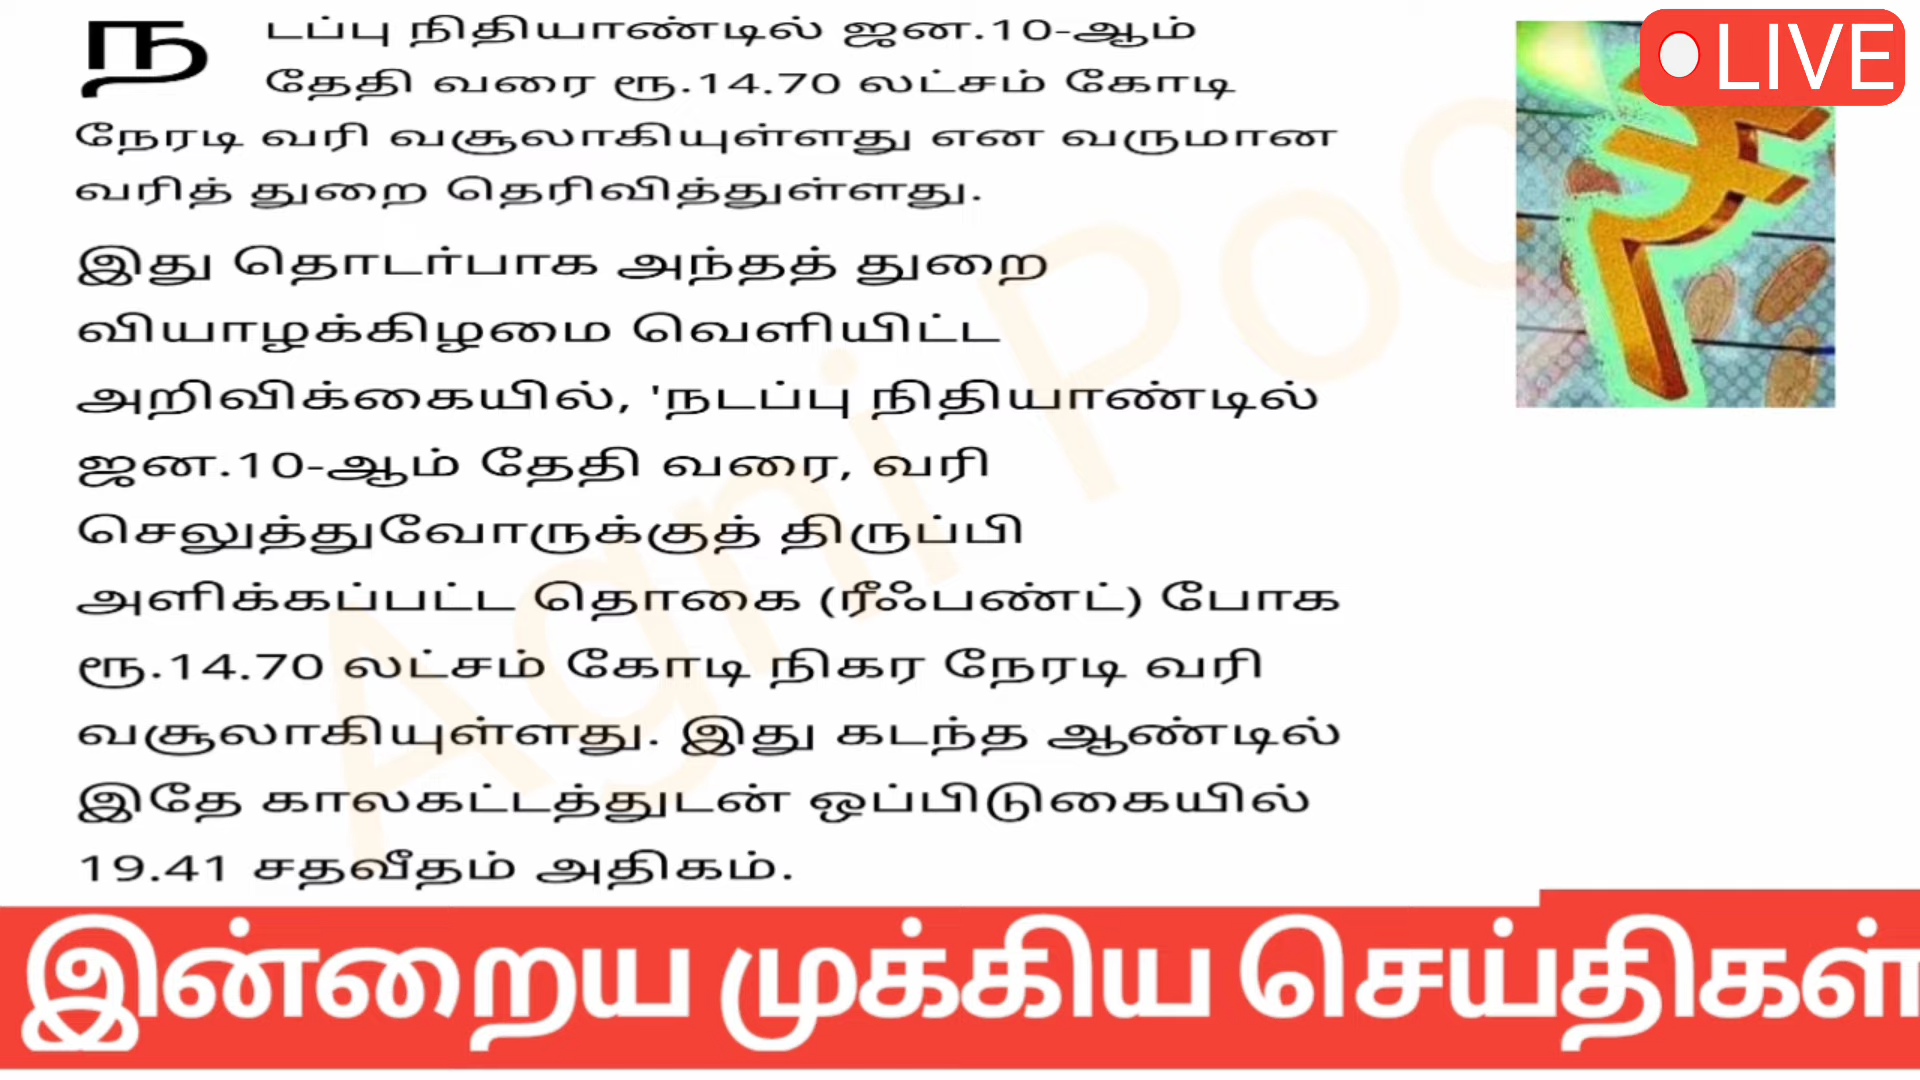 நடப்பு நிதியாண்டில் ஜன.10-ஆம்
தேதி வரை ரூ.14.70 லட்சம் கோடி
நேரடி வரி வசூலாகியுள்ளது என வருமான
வரித் துறை தெரிவித்துள்ளது.
இது தொடர்பாக அந்தத் துறை
வியாழக்கிழமை வெளியிட்ட
அறிவிக்கையில், 'நடப்பு நிதியாண்டில்
ஜன.10-ஆம் தேதி வரை, வரி
செலுத்துவோருக்குத் திருப்பி
அளிக்கப்பட்ட தொகை (ரீஃபண்ட்) போக
ரூ.14.70 லட்சம் கோடி நிகர நேரடி வரி
வசூலாகியுள்ளது. இது கடந்த ஆண்டில்
இதே காலகட்டத்துடன் ஒப்பிடுகையில்
19.41 சதவீதம் அதிகம்.
LIVE
Agni Poo
இன்றைய முக்கிய செய்திகள்